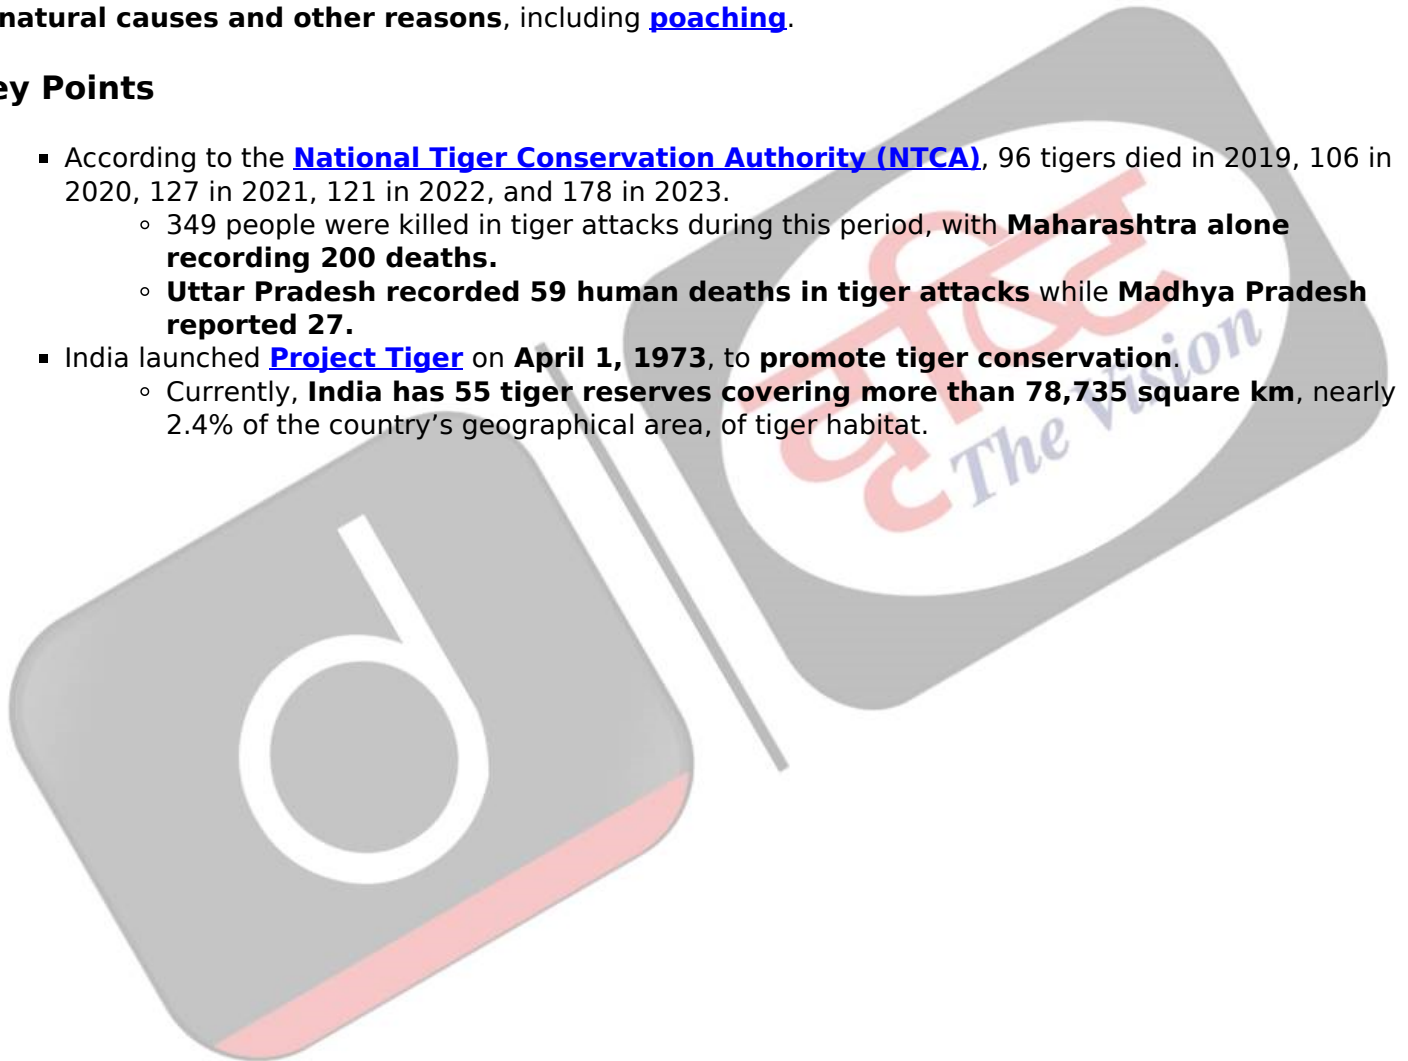 natural causes and other reasons, including poaching.
ey Points
▪ According to the National Tiger Conservation Authority (NTCA), 96 tigers died in 2019, 106 in
2020, 127 in 2021, 121 in 2022, and 178 in 2023.
◦ 349 people were killed in tiger attacks during this period, with Maharashtra alone
recording 200 deaths.
◦ Uttar Pradesh recorded 59 human deaths in tiger attacks while Madhya Pradesh
reported 27.
▪ India launched Project Tiger on April 1, 1973, to promote tiger conservation.
◦ Currently, India has 55 tiger reserves covering more than 78,735 square km, nearly
2.4% of the country’s geographical area, of tiger habitat.
दृष्टि
The Vision
d